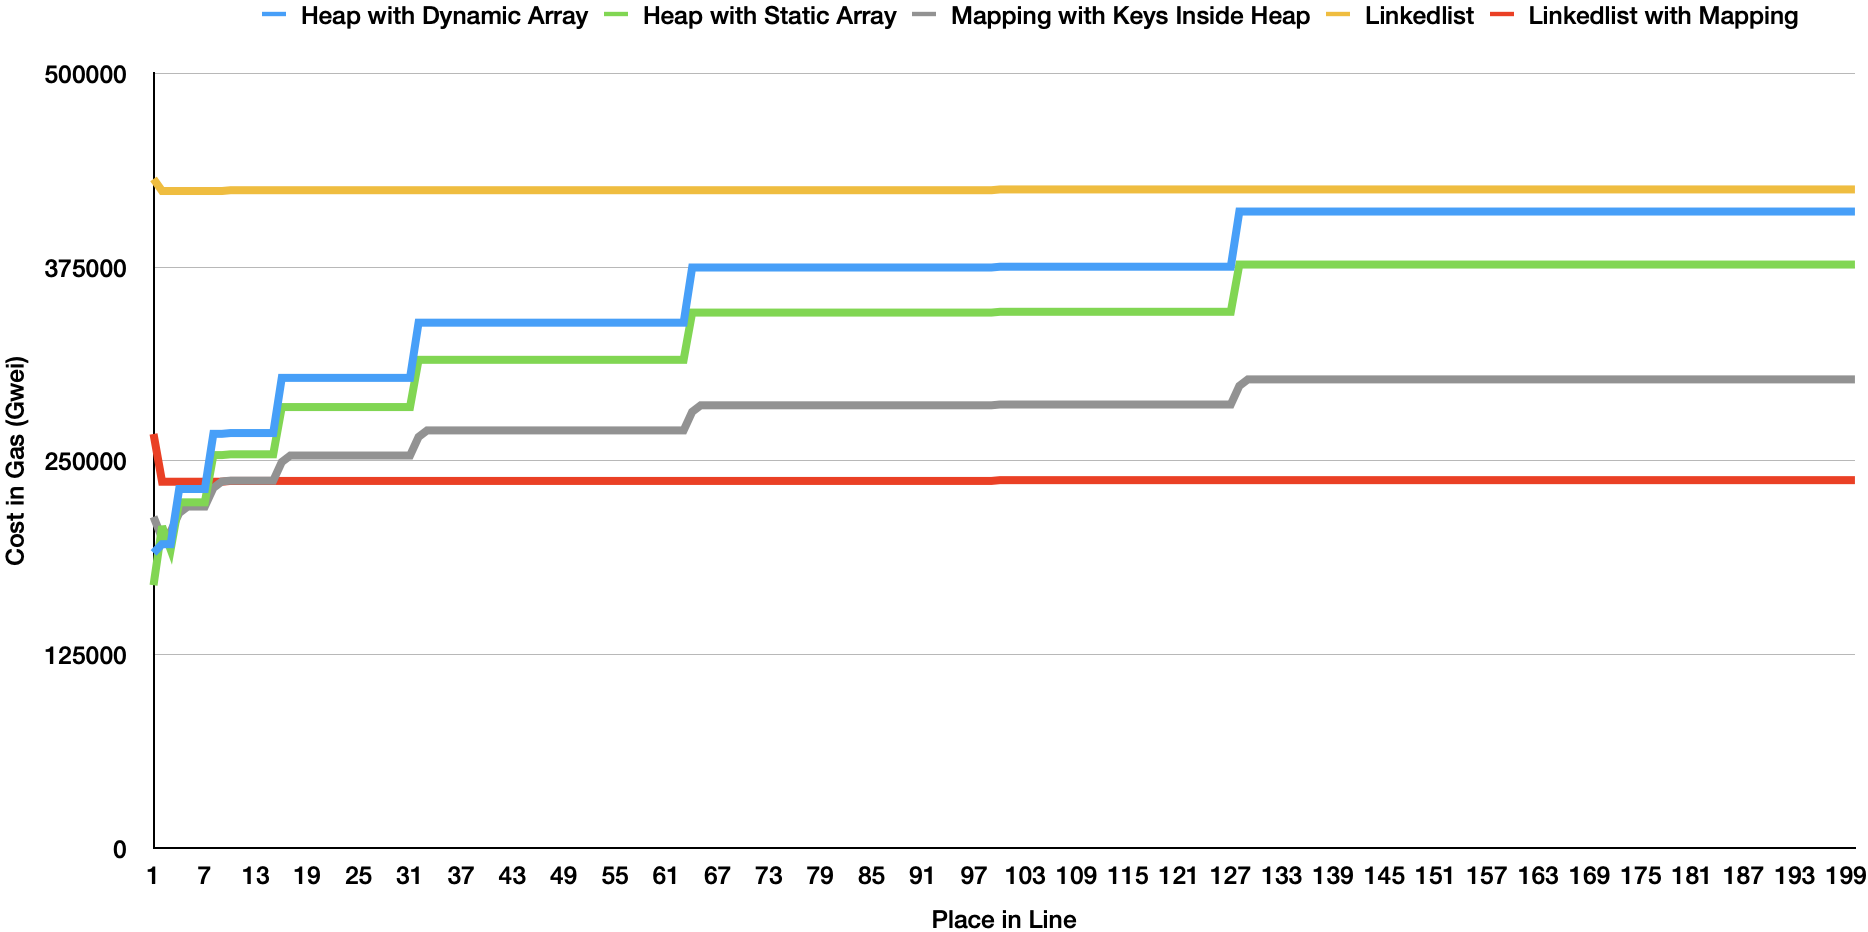 Heap with Dynamic Array Heap with Static Array Mapping with Keys Inside Heap Linkedlist Linkedlist with Mapping
500000
375000
250000
125000
0
Cost in Gas (Gwei)
1 7 13 19 25 31 37 43 49 55 61 67 73 79 85 91 97 103 109 115 121 127 133 139 145 151 157 163 169 175 181 187 193 199
Place in Line